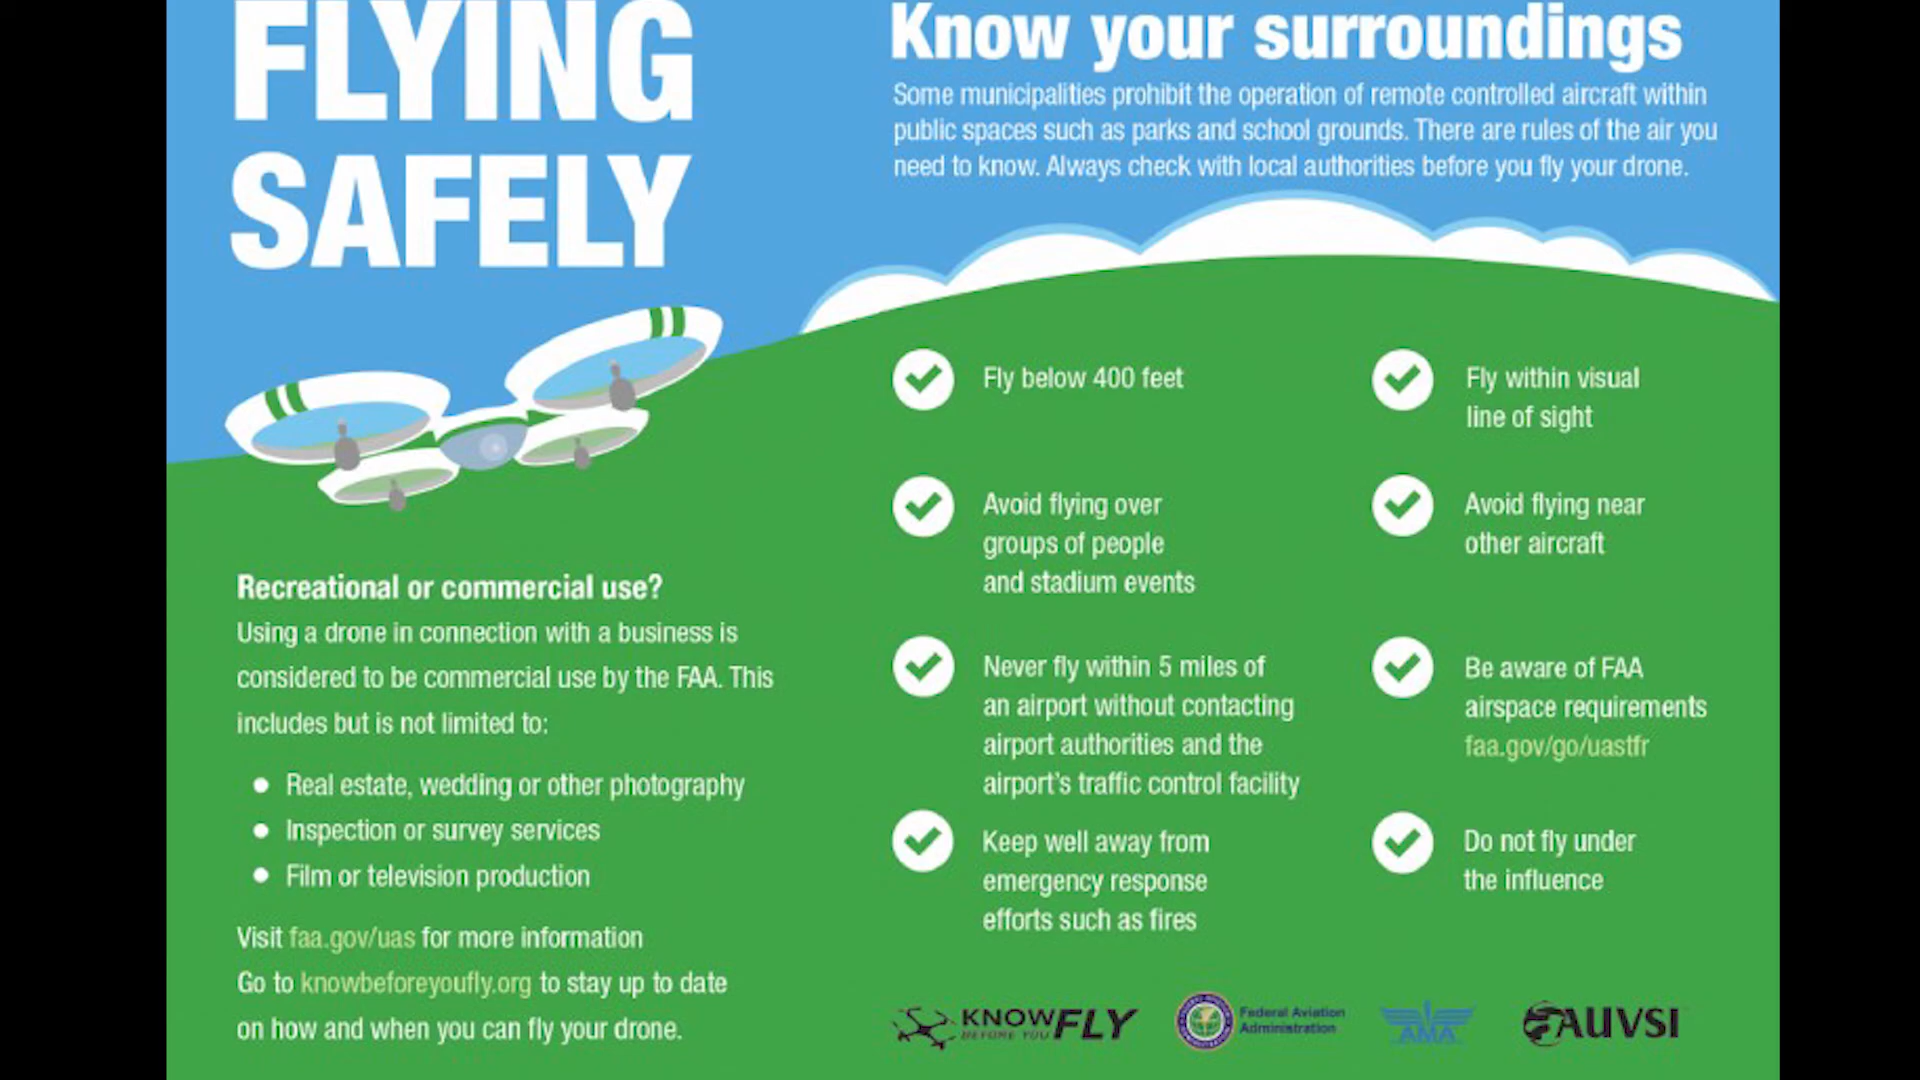 FLYING
SAFELY
Recreational or commercial use?
Using a drone in connection with a business is
considered to be commercial use by the FAA. This
includes but is not limited to:
Real estate, wedding or other photography
Inspection or survey services
Film or television production
Visit faa.gov/uas for more information
Go to knowbeforeyoufly.org to stay up to date
on how and when you can fly your drone.
Know your surroundings
Some municipalities prohibit the operation of remote controlled aircraft within
public spaces such as parks and school grounds. There are rules of the air you
need to know. Always check with local authorities before you fly your drone.
Fly below 400 feet
Fly within visual
line of sight
Avoid flying over
groups of people
and stadium events
Avoid flying near
other aircraft
Never fly within 5 miles of
an airport without contacting
airport authorities and the
airport's traffic control facility
Be aware of FAA
airspace requirements
faa.gov/go/uastfr
Keep well away from
emergency response
efforts such as fires
Do not fly under
the influence
KNOW
BEFORE YOU
FLY
Federal Aviation
Administration
AMA
AUVSI